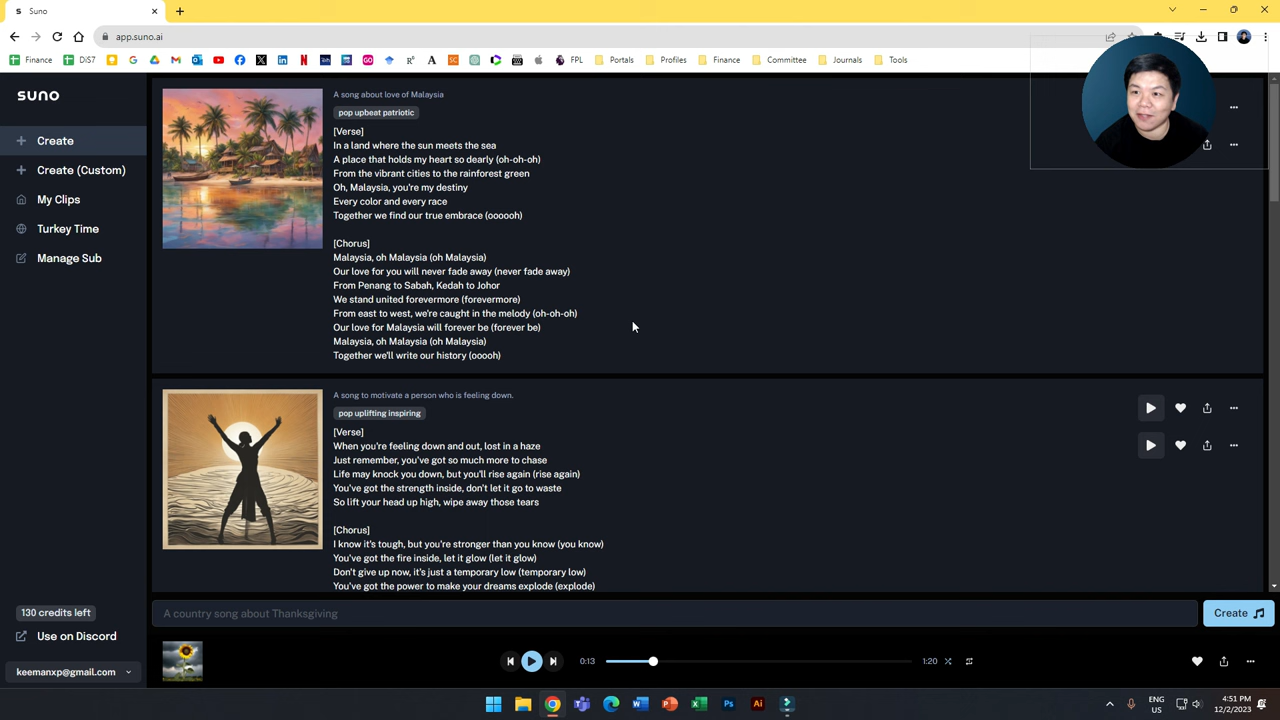 Suno
app.suno.ai
Finance
DiS7
FPL
Portals
Profiles
Finance
Committee
Journals
Tools
SUNO
Create
Create (Custom)
My Clips
Turkey Time
Manage Sub
A song about love of Malaysia
pop upbeat patriotic
[Verse]
In a land where the sun meets the sea
A place that holds my heart so dearly (oh-oh-oh)
From the vibrant cities to the rainforest green
Oh, Malaysia, you're my destiny
Every color and every race
Together we find our true embrace (oooooh)
[Chorus]
Malaysia, oh Malaysia (oh Malaysia)
Our love for you will never fade away (never fade away)
From Penang to Sabah, Kedah to Johor
We stand united forevermore (forevermore)
From east to west, we're caught in the melody (oh-oh-oh)
Our love for Malaysia will forever be (forever be)
Malaysia, oh Malaysia (oh Malaysia)
Together we'll write our history (ooooh)
A song to motivate a person who is feeling down.
pop uplifting inspiring
[Verse]
When you're feeling down and out, lost in a haze
Just remember, you've got so much more to chase
Life may knock you down, but you'll rise again (rise again)
You've got the strength inside, don't let it go to waste
So lift your head up high, wipe away those tears
[Chorus]
I know it's tough, but you're stronger than you know (you know)
You've got the fire inside, let it glow (let it glow)
Don't give up now, it's just a temporary low (temporary low)
You've got the power to make your dreams explode (explode)
130 credits left
Use on Discord
keemanxp@gmail.com
A country song about Thanksgiving
Create
0:13
1:20
ENG
US
4:51 PM
12/2/2023